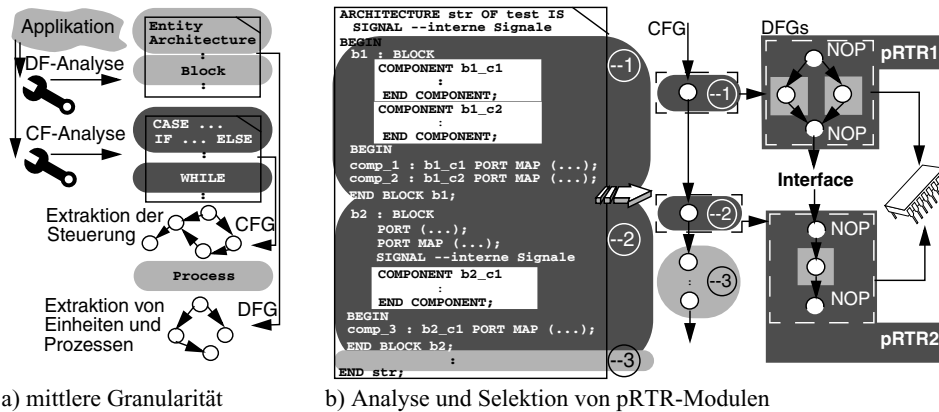 Applikation
DF-Analyse
CF-Analyse
Entity
Architecture
:
Block
:
CASE ...
IF ... ELSE
:
WHILE
:
Extraktion der
Steuerung
CFG
Process
Extraktion von
Einheiten und
Prozessen
DFG
a) mittlere Granularität
ARCHITECTURE str OF test IS
SIGNAL --interne Signale
BEGIN
b1 : BLOCK
COMPONENT b1_c1
:
END COMPONENT;
COMPONENT b1_c2
:
END COMPONENT;
BEGIN
comp_1 : b1_c1 PORT MAP (...);
comp_2 : b1_c2 PORT MAP (...);
END BLOCK b1;
--1
b2 : BLOCK
PORT (...);
PORT MAP (...);
SIGNAL --interne Signale
COMPONENT b2_c1
:
END COMPONENT;
BEGIN
comp_3 : b2_c1 PORT MAP (...);
END BLOCK b2;
--2
:
--3
END str;
CFG
--1
--2
:
--3
DFGs
NOP
pRTR1
NOP
Interface
NOP
NOP
pRTR2
b) Analyse und Selektion von pRTR-Modulen